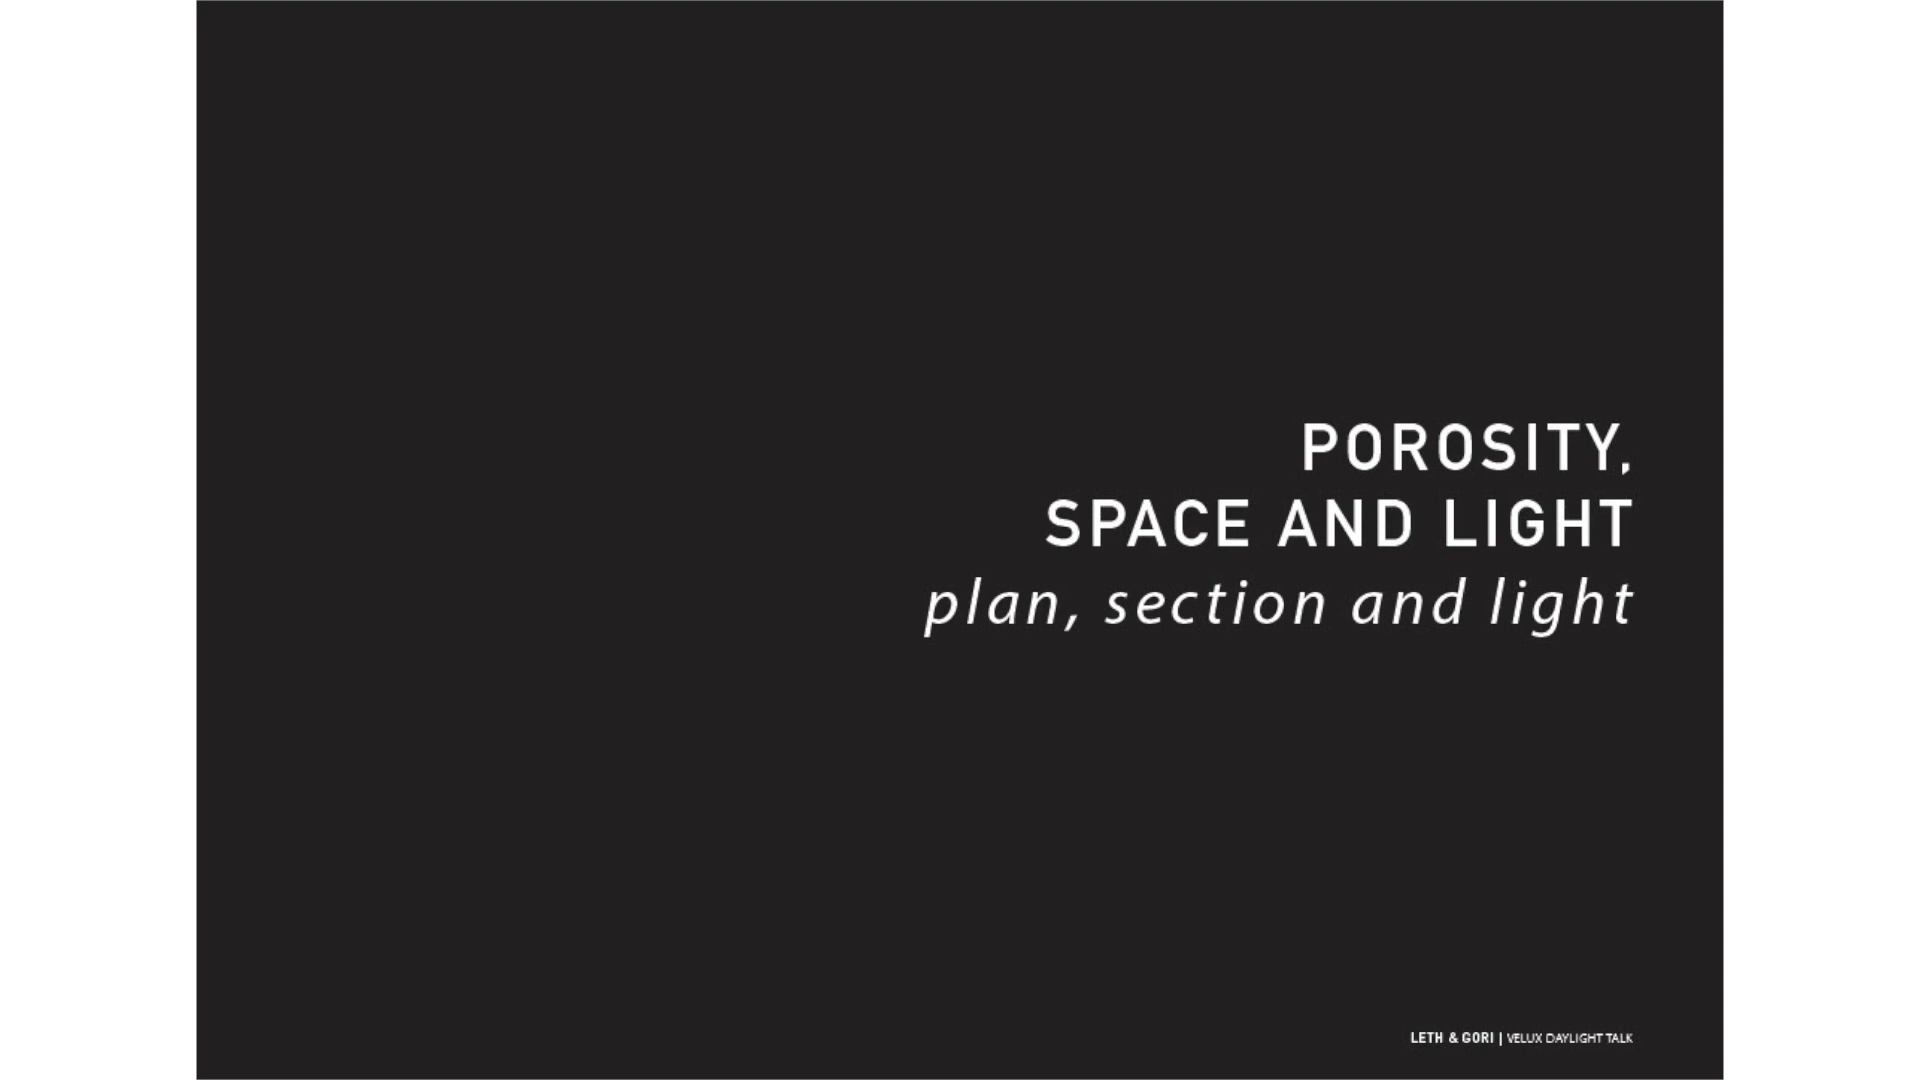 POROSITY,
SPACE AND LIGHT
plan, section and light
LETH & GORI | VELUX DAYLIGHT TALK